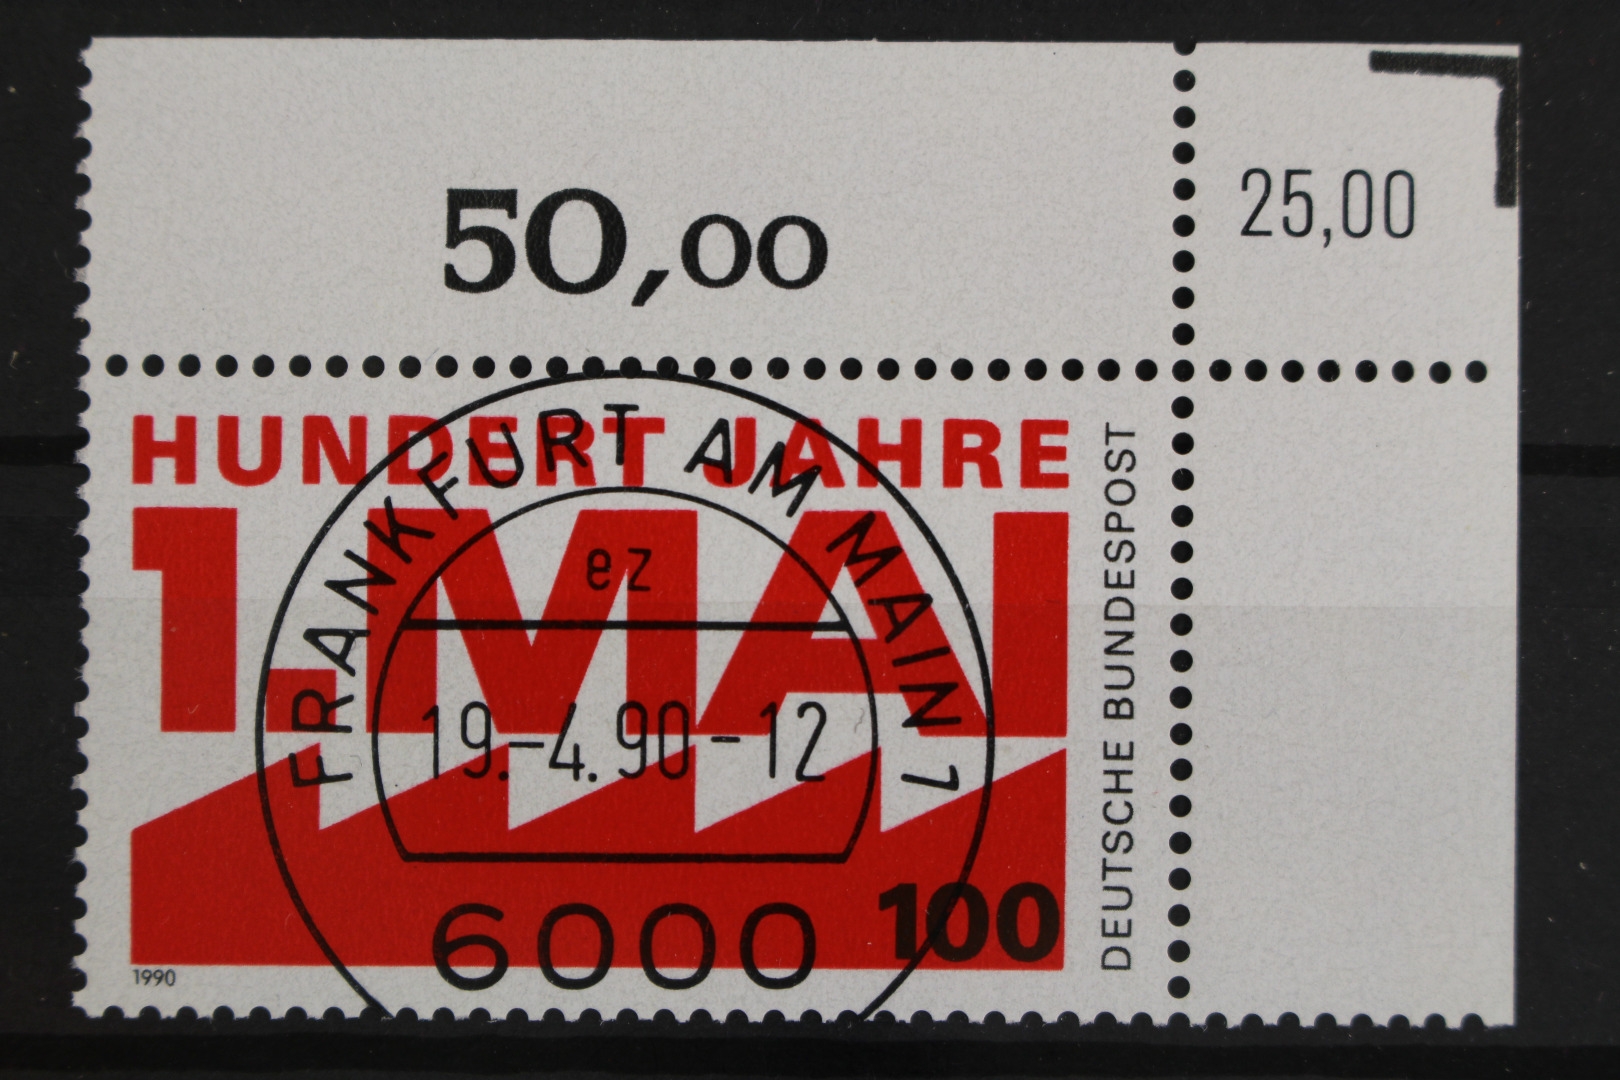 50,00
25,00
HUNDERT JAHRE
1. MAI
100
1990
DEUTSCHE BUNDESPOST
FRANKFURT AM MAIN 1
ez
19.-4.90-12
6000